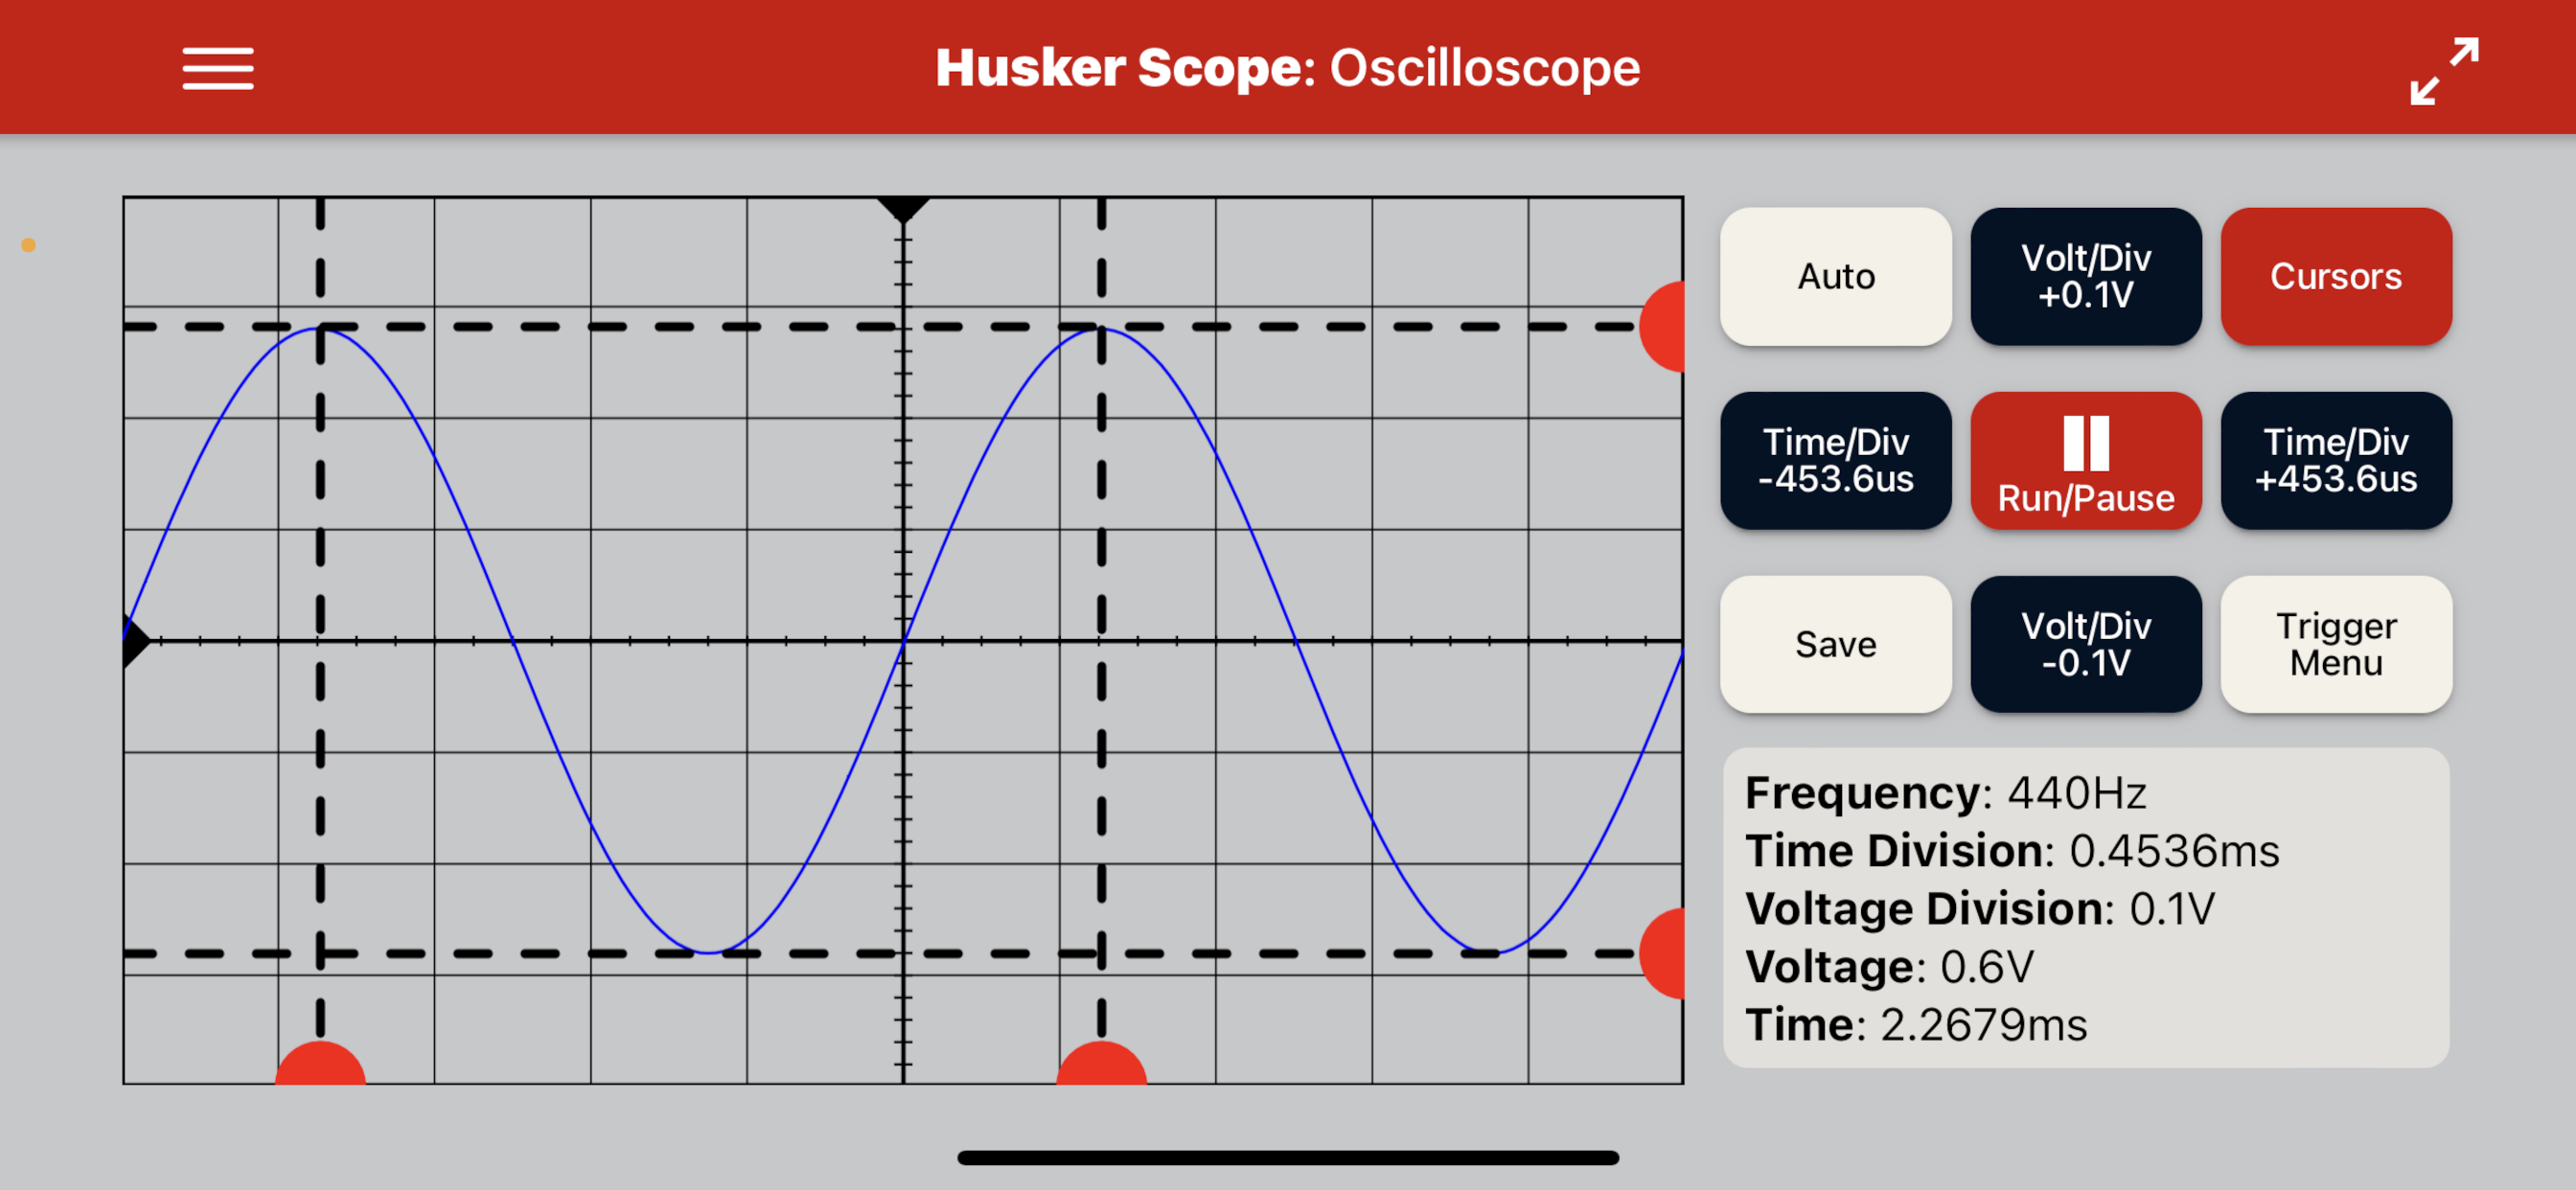 Husker Scope: Oscilloscope
Auto
Volt/Div
+0.1V
Cursors
Time/Div
-453.6us
Run/Pause
Time/Div
+453.6us
Save
Volt/Div
-0.1V
Trigger
Menu
Frequency: 440Hz
Time Division: 0.4536ms
Voltage Division: 0.1V
Voltage: 0.6V
Time: 2.2679ms